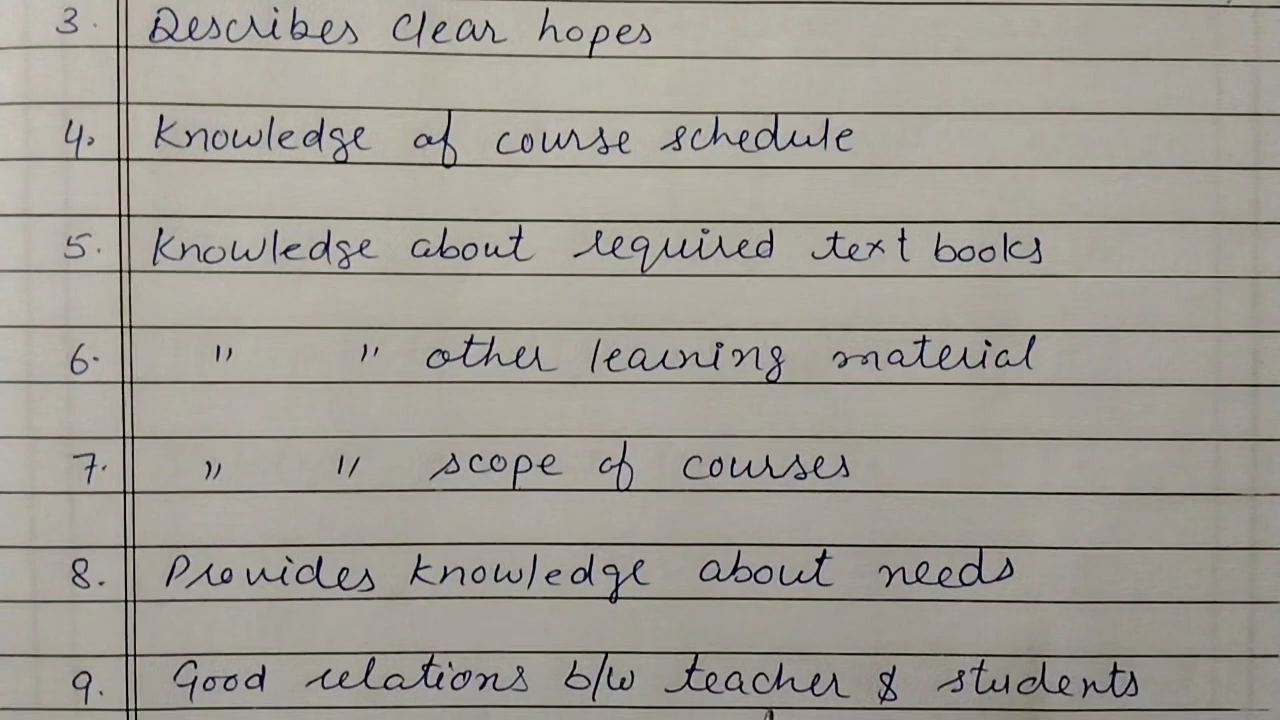 3. Describes clear hopes
4. Knowledge of course schedule
5. Knowledge about required text books
6. " " other learning material
7. " " scope of courses
8. Provides knowledge about needs
9. Good relations b/w teacher & students